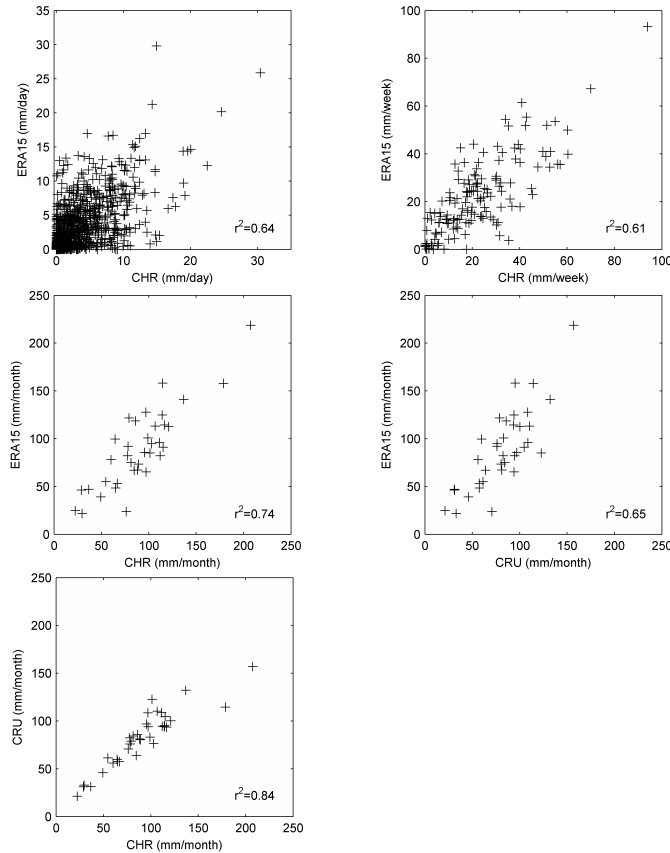 35
30
25
20
15
10
5
0
ERA15 (mm/day)
r²=0.64
0 10 20 30
CHR (mm/day)
100
80
60
40
20
0
ERA15 (mm/week)
r²=0.61
0 20 40 60 80 100
CHR (mm/week)
250
200
150
100
50
0
ERA15 (mm/month)
r²=0.74
0 50 100 150 200 250
CHR (mm/month)
250
200
150
100
50
0
ERA15 (mm/month)
r²=0.65
0 50 100 150 200 250
CRU (mm/month)
250
200
150
100
50
0
CRU (mm/month)
r²=0.84
0 50 100 150 200 250
CHR (mm/month)